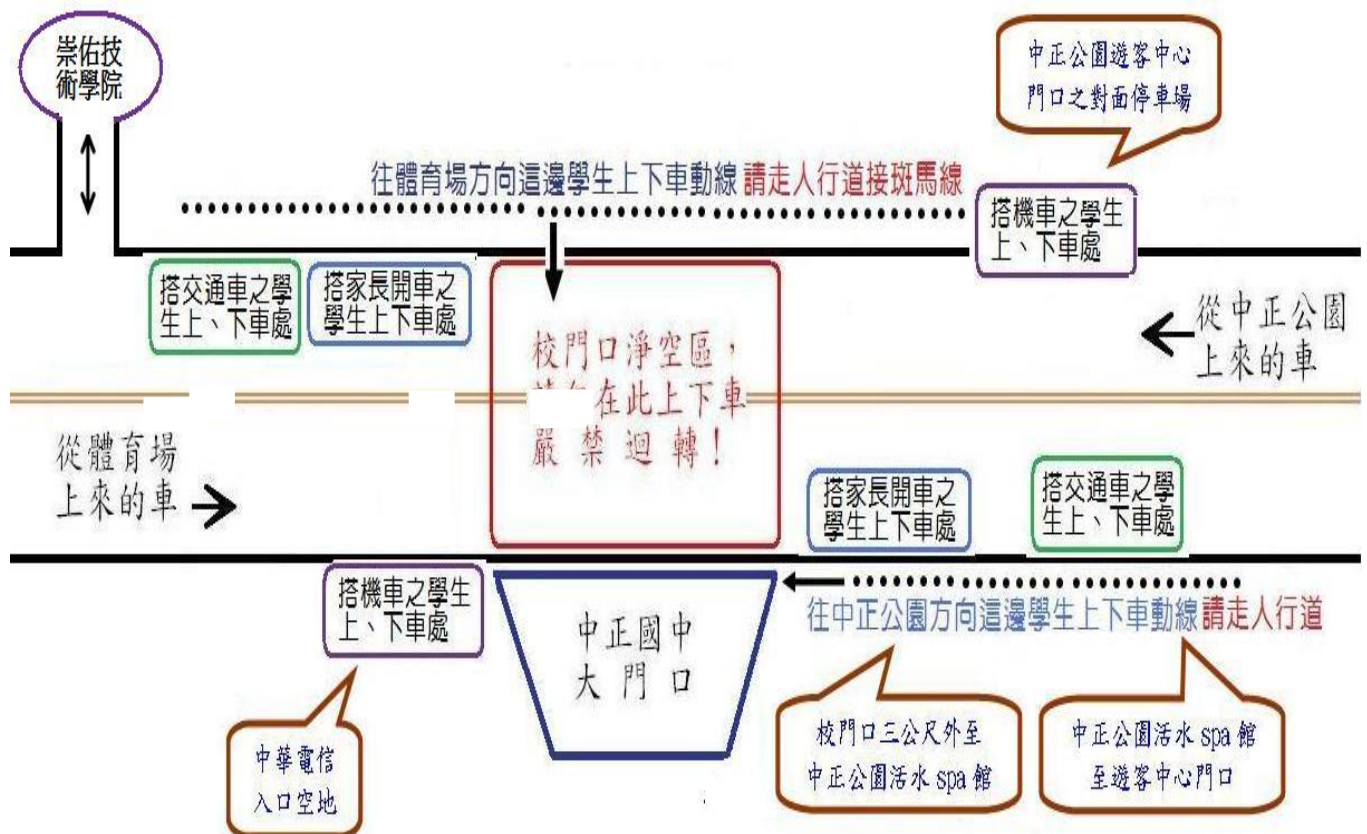 崇佑技
術學院
中正公園遊客中心
門口之對面停車場
往體育場方向這邊學生上下車動線 請走人行道接斑馬線
搭機車之學生
上、下車處
搭交通車之學
生上、下車處
搭家長開車之
學生上下車處
校門口淨空區，
在此上下車
嚴禁迴轉！
從中正公園
上來的車
從體育場
上來的車
搭家長開車之
學生上下車處
搭交通車之學
生上、下車處
搭機車之學生
上、下車處
中正國中
大門口
往中正公園方向這邊學生上下車動線請走人行道
中華電信
入口空地
校門口三公尺外至
中正公園活水 spa 館
中正公園活水 spa 館
至遊客中心門口